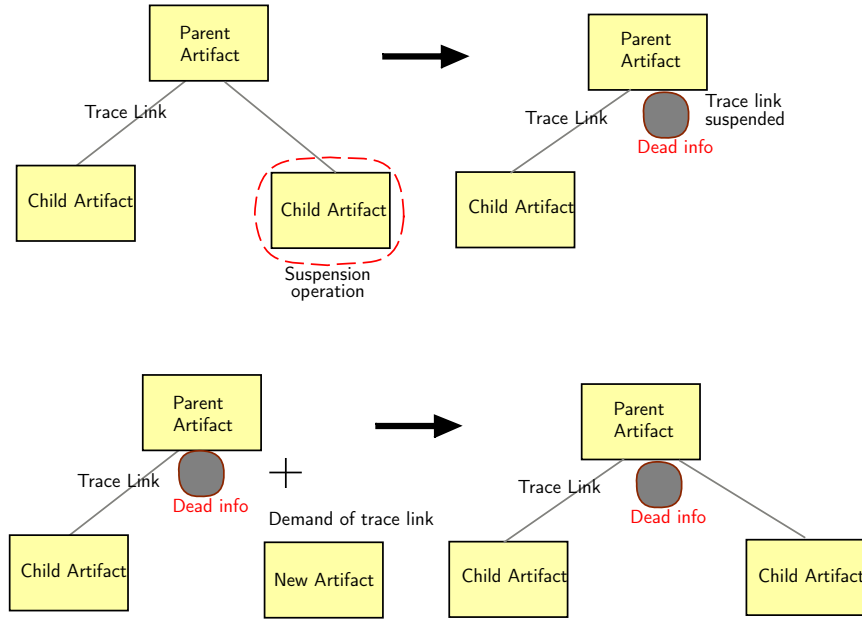 Parent
Artifact
Trace Link
Child Artifact
Child Artifact
Suspension
operation
Parent
Artifact
Trace Link
Trace link
suspended
Dead info
Child Artifact
Parent
Artifact
Trace Link
Dead info
Demand of trace link
Child Artifact
New Artifact
Parent
Artifact
Trace Link
Dead info
Child Artifact
Child Artifact